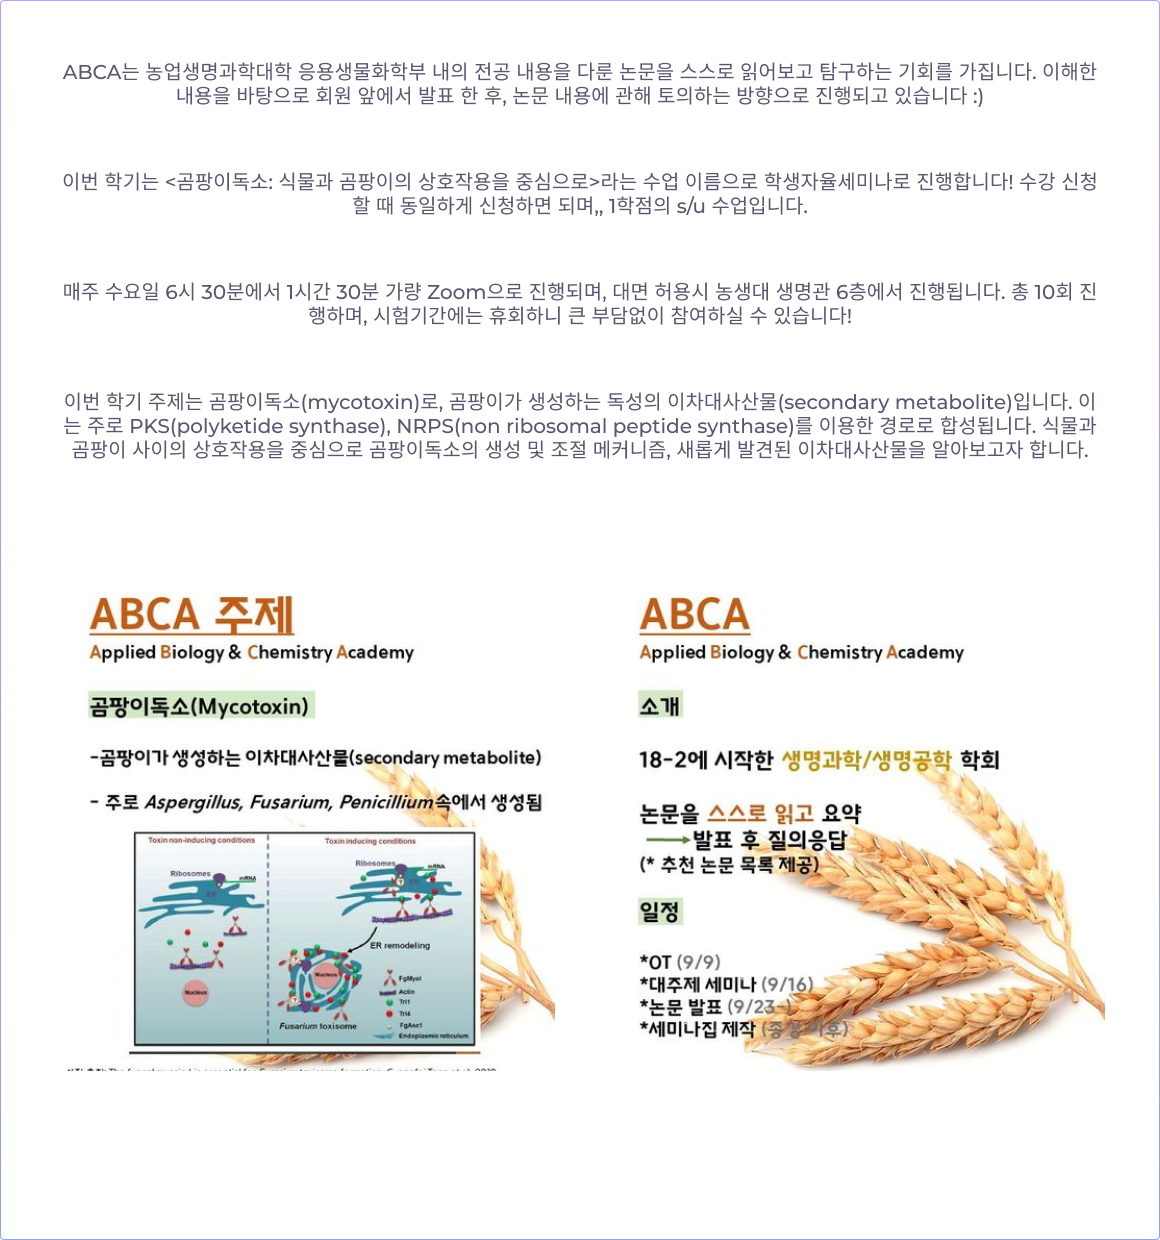 ABCA는 농업생명과학대학 응용생물화학부 내의 전공 내용을 다룬 논문을 스스로 읽어보고 탐구하는 기회를 가집니다. 이해한
내용을 바탕으로 회원 앞에서 발표 한 후, 논문 내용에 관해 토의하는 방향으로 진행되고 있습니다 :)
이번 학기는 <곰팡이독소: 식물과 곰팡이의 상호작용을 중심으로>라는 수업 이름으로 학생자율세미나로 진행합니다! 수강 신청
할 때 동일하게 신청하면 되며,, 1학점의 s/u 수업입니다.
매주 수요일 6시 30분에서 1시간 30분 가량 Zoom으로 진행되며, 대면 허용시 농생대 생명관 6층에서 진행됩니다. 총 10회 진
행하며, 시험기간에는 휴회하니 큰 부담없이 참여하실 수 있습니다!
이번 학기 주제는 곰팡이독소(mycotoxin)로, 곰팡이가 생성하는 독성의 이차대사산물(secondary metabolite)입니다. 이
는 주로 PKS(polyketide synthase), NRPS(non ribosomal peptide synthase)를 이용한 경로로 합성됩니다. 식물과
곰팡이 사이의 상호작용을 중심으로 곰팡이독소의 생성 및 조절 메커니즘, 새롭게 발견된 이차대사산물을 알아보고자 합니다.
ABCA 주제
Applied Biology & Chemistry Academy
곰팡이독소(Mycotoxin)
-곰팡이가 생성하는 이차대사산물(secondary metabolite)
- 주로 Aspergillus, Fusarium, Penicillium속에서 생성됨
Toxin non-inducing conditions
Toxin inducing conditions
Ribosomes
mRNA
ER
Nucleus
Ribosomes
mRNA
ER
ER remodeling
Nucleus
Fusarium toxisome
FgMyoI
Actin
Tri1
Tri4
FgAsc1
Endoplasmic reticulum
ABCA
Applied Biology & Chemistry Academy
소개
18-2에 시작한 생명과학/생명공학 학회
논문을 스스로 읽고 요약
발표 후 질의응답
(* 추천 논문 목록 제공)
일정
*OT (9/9)
*대주제 세미나 (9/16)
*논문 발표 (9/23-)
*세미나집 제작 (종강 이후)